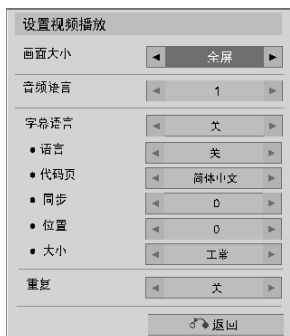 设置视频播放
画面大小 ◀ 全屏 ▶
音频语言 ◀ 1 ▶
字幕语言 ◀ 关 ▶
● 语言 ◀ 关 ▶
● 代码页 ◀ 简体中文 ▶
● 同步 ◀ 0 ▶
● 位置 ◀ 0 ▶
● 大小 ◀ 正常 ▶
重复 ◀ 关 ▶
返回